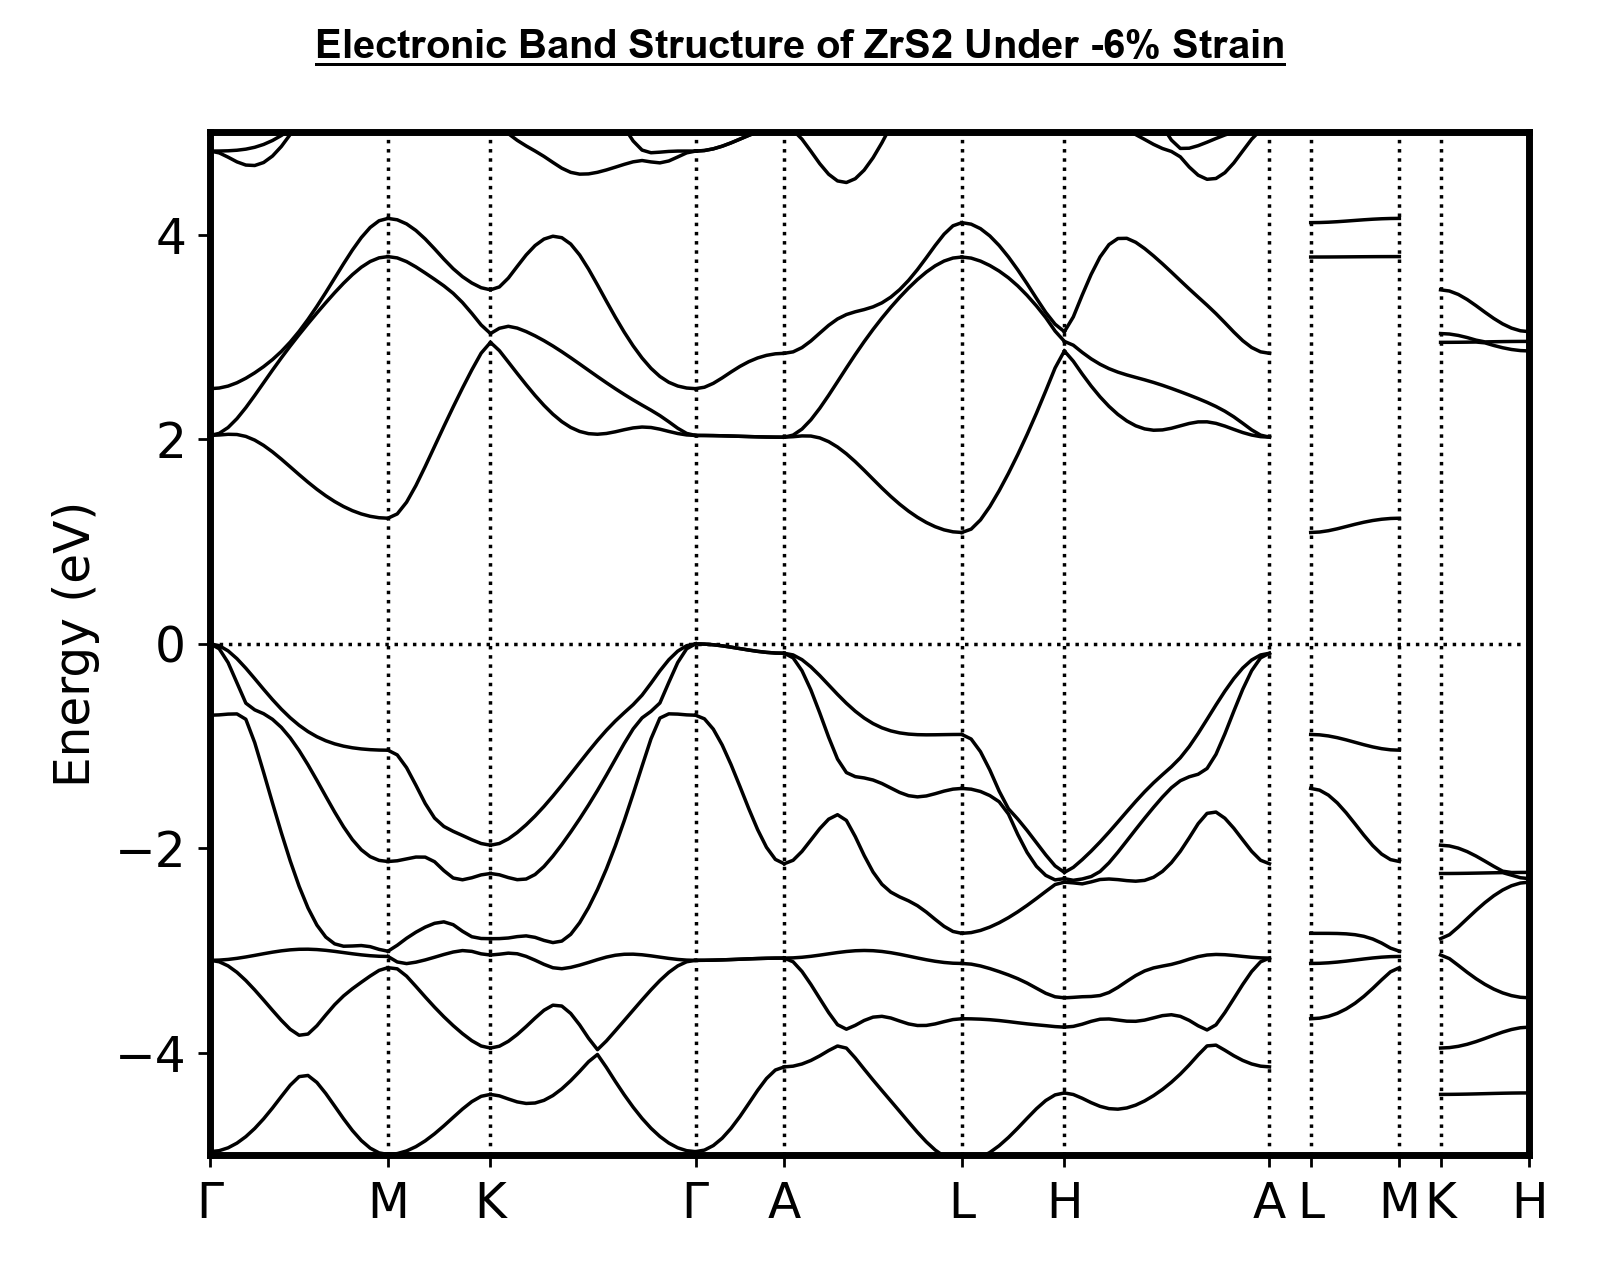 Electronic Band Structure of ZrS2 Under -6% Strain
Energy (eV)
4
2
0
−2
−4
Γ M K Γ A L H A L M K H